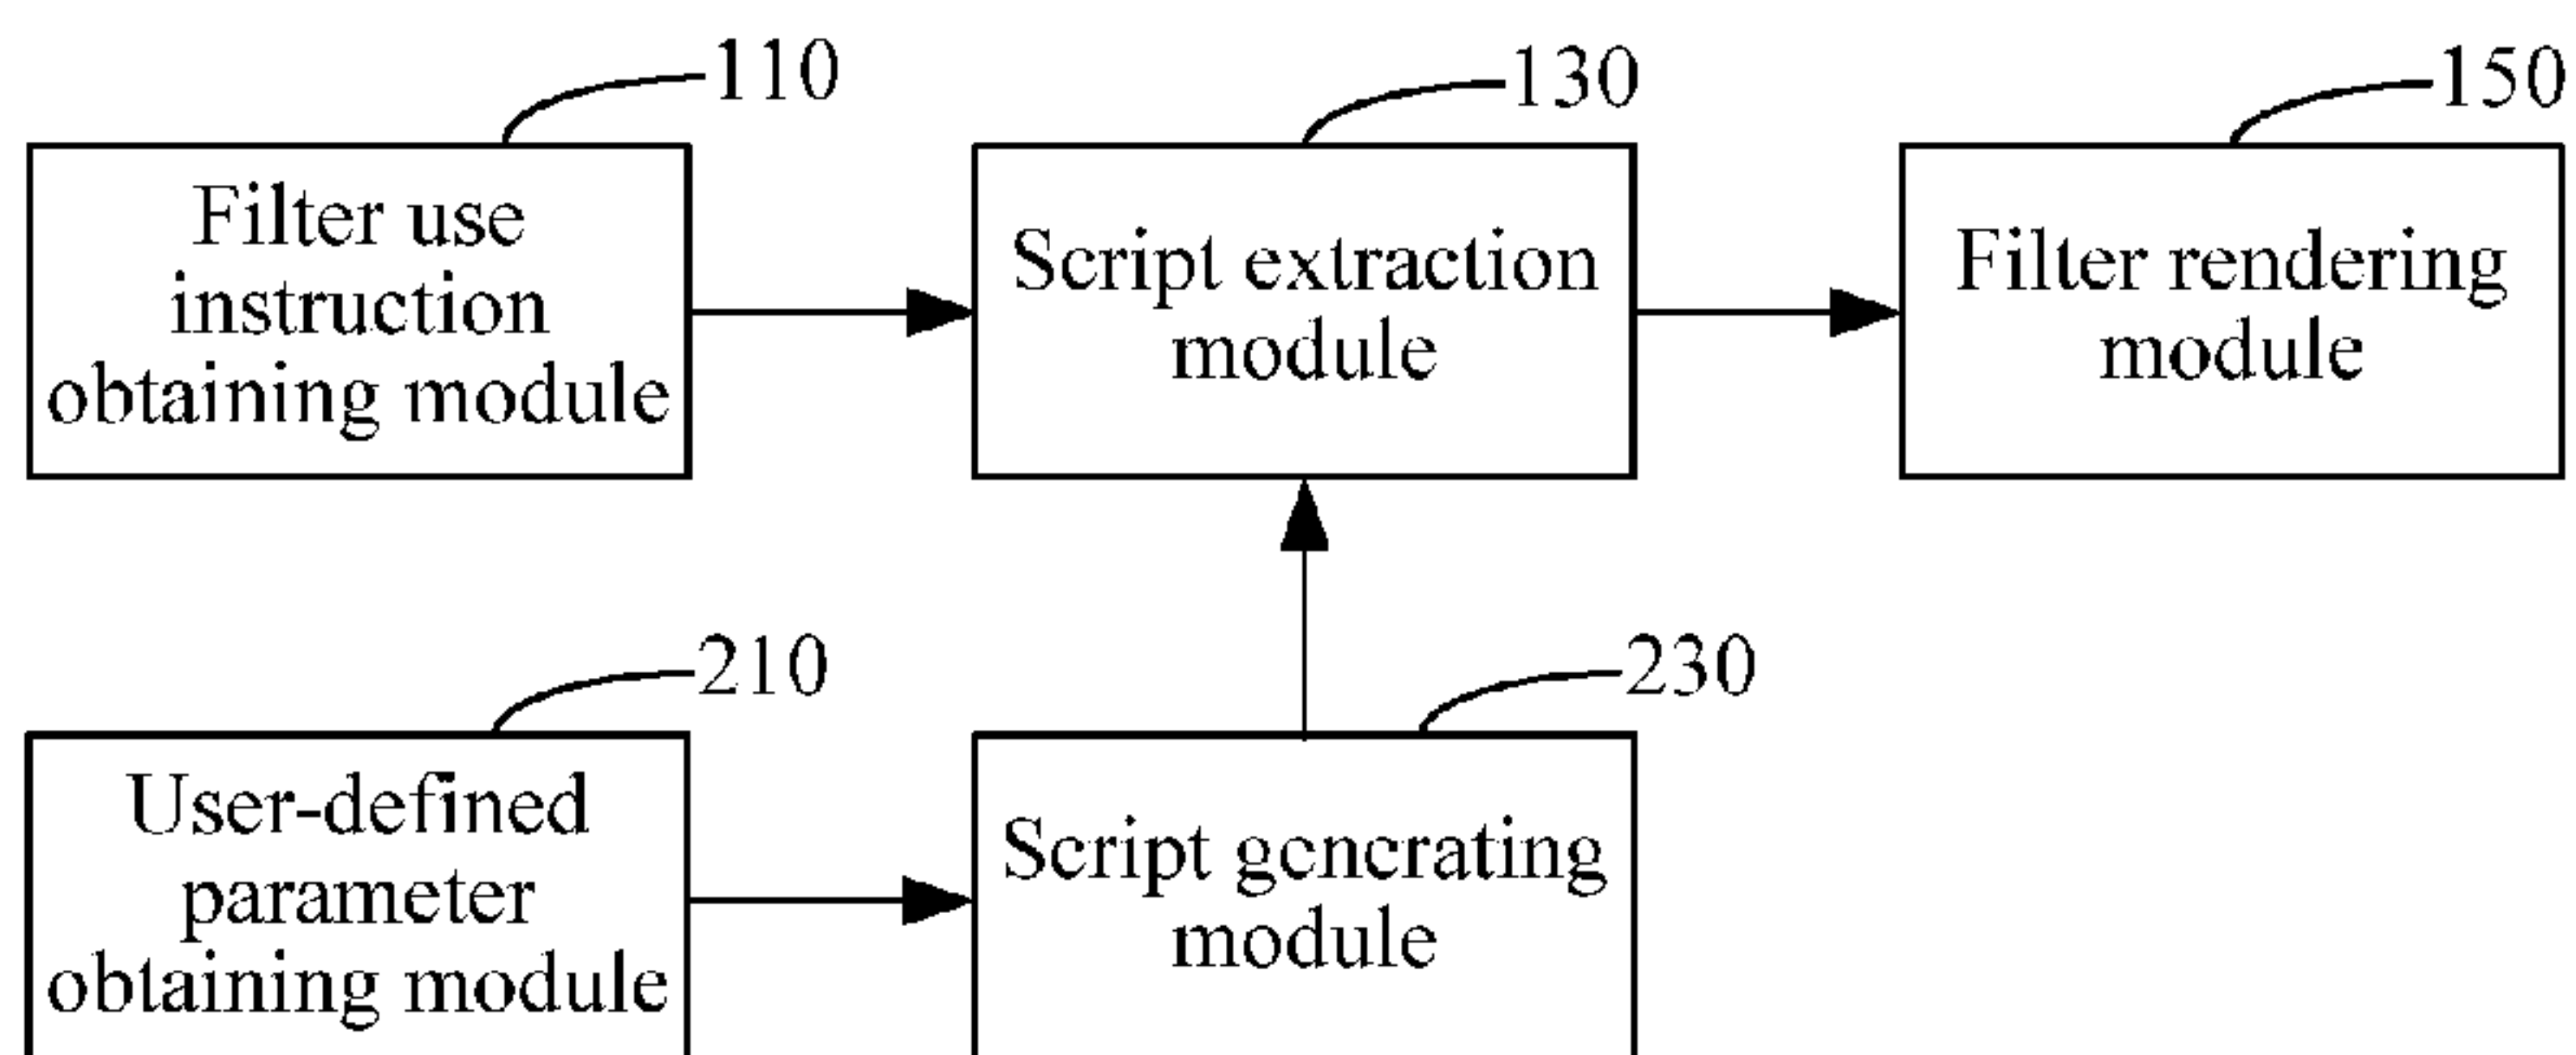 110
130
150
Filter use
instruction
obtaining module
Script extraction
module
Filter rendering
module
210
230
User-defined
parameter
obtaining module
Script generating
module